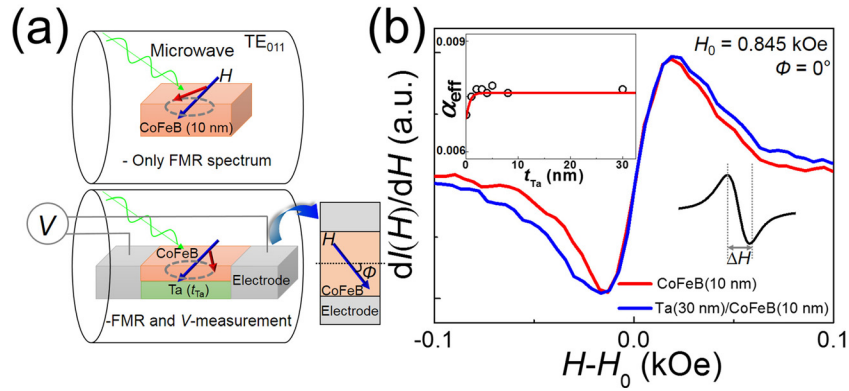 (a)
Microwave
TE₀₁₁
H
CoFeB (10 nm)
- Only FMR spectrum
V
CoFeB
Ta (tTa)
Electrode
-FMR and V-measurement
H
Φ
CoFeB
Electrode
(b)
dI(H)/dH (a.u.)
H₀ = 0.845 kOe
Φ = 0°
0.009
αeff
0.006
0 10 20 30
tTa (nm)
ΔH
CoFeB(10 nm)
Ta(30 nm)/CoFeB(10 nm)
-0.1 0.0 0.1
H-H₀ (kOe)